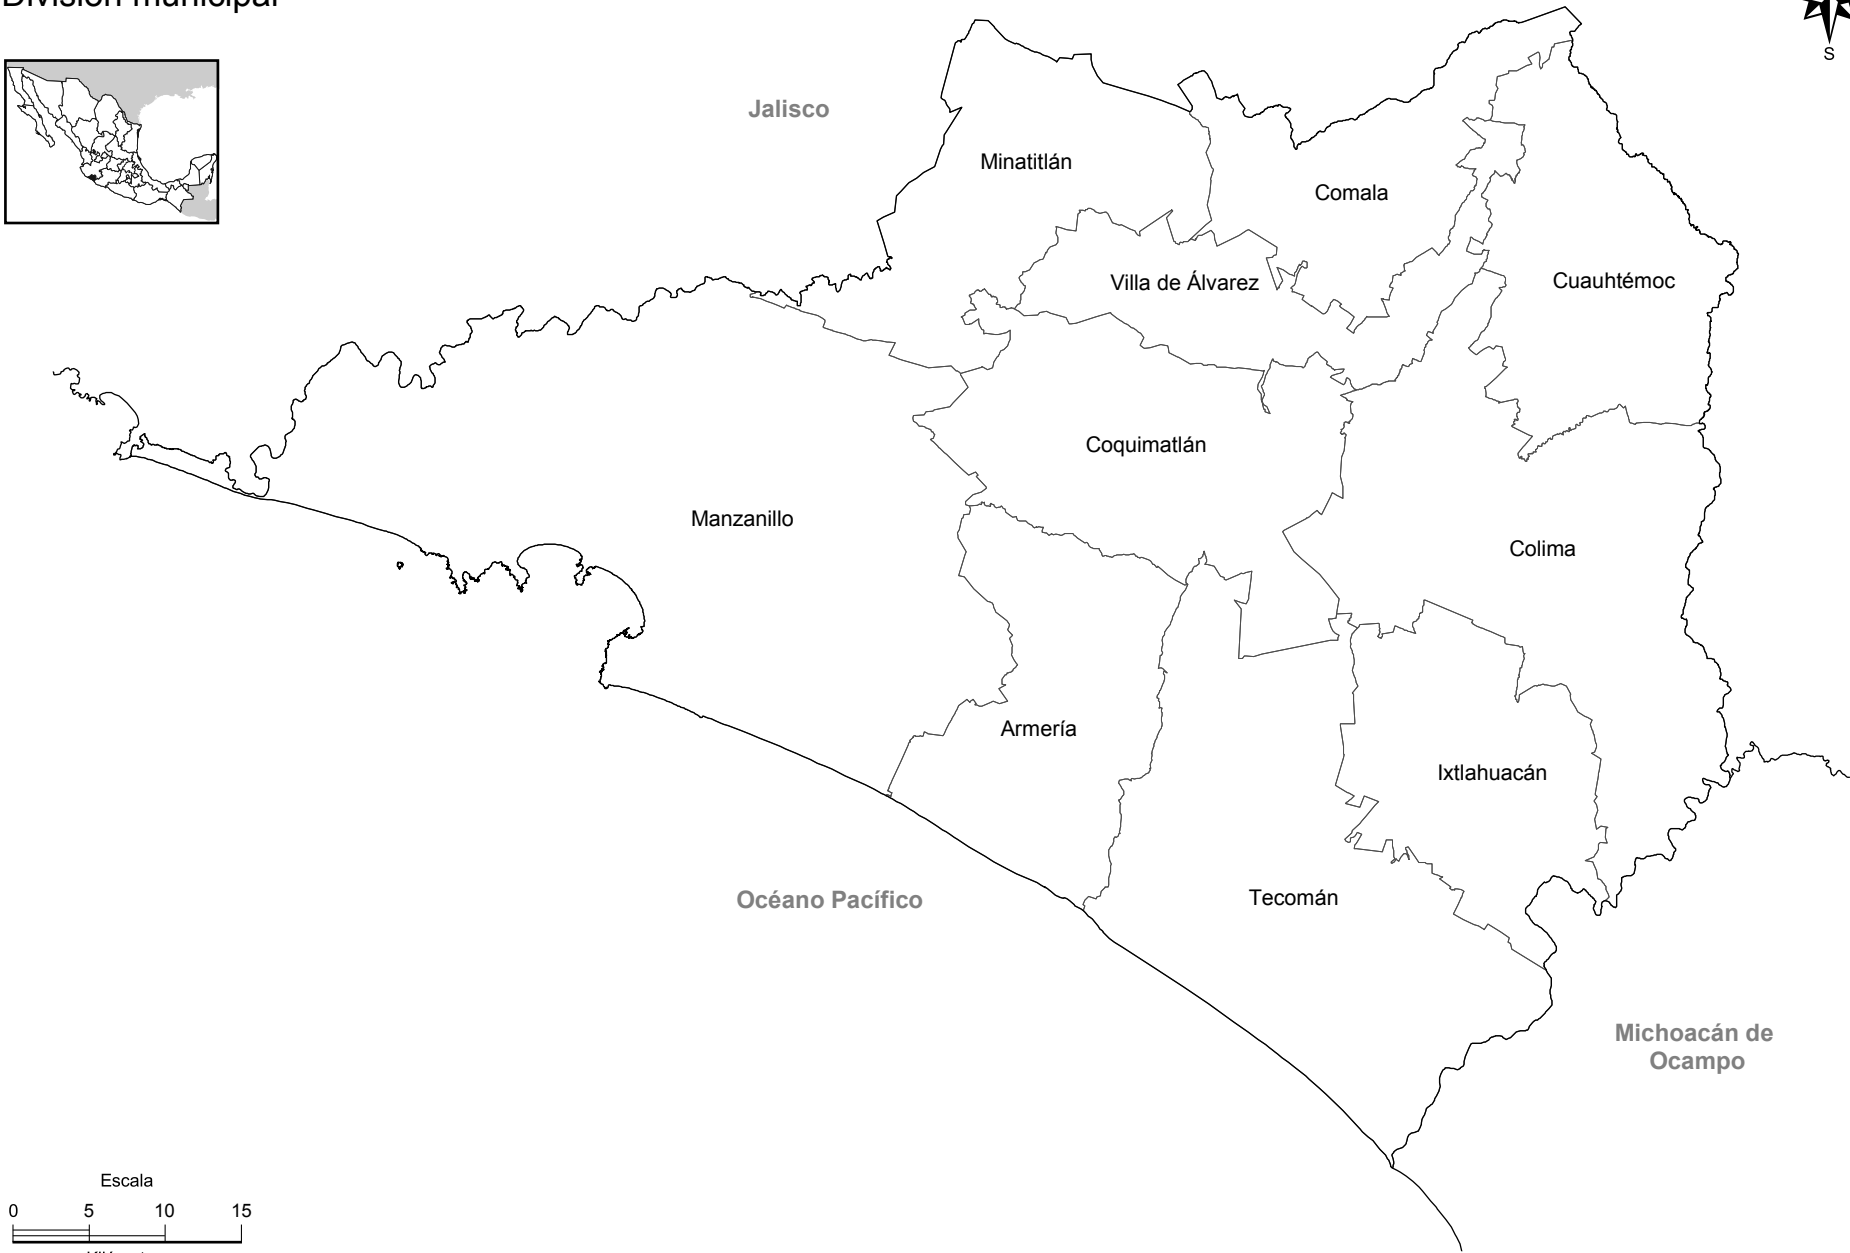 División municipal
S
Jalisco
Minatitlán
Comala
Villa de Álvarez
Cuauhtémoc
Coquimatlán
Manzanillo
Colima
Armería
Ixtlahuacán
Tecomán
Océano Pacífico
Michoacán de
Ocampo
Escala
0 5 10 15